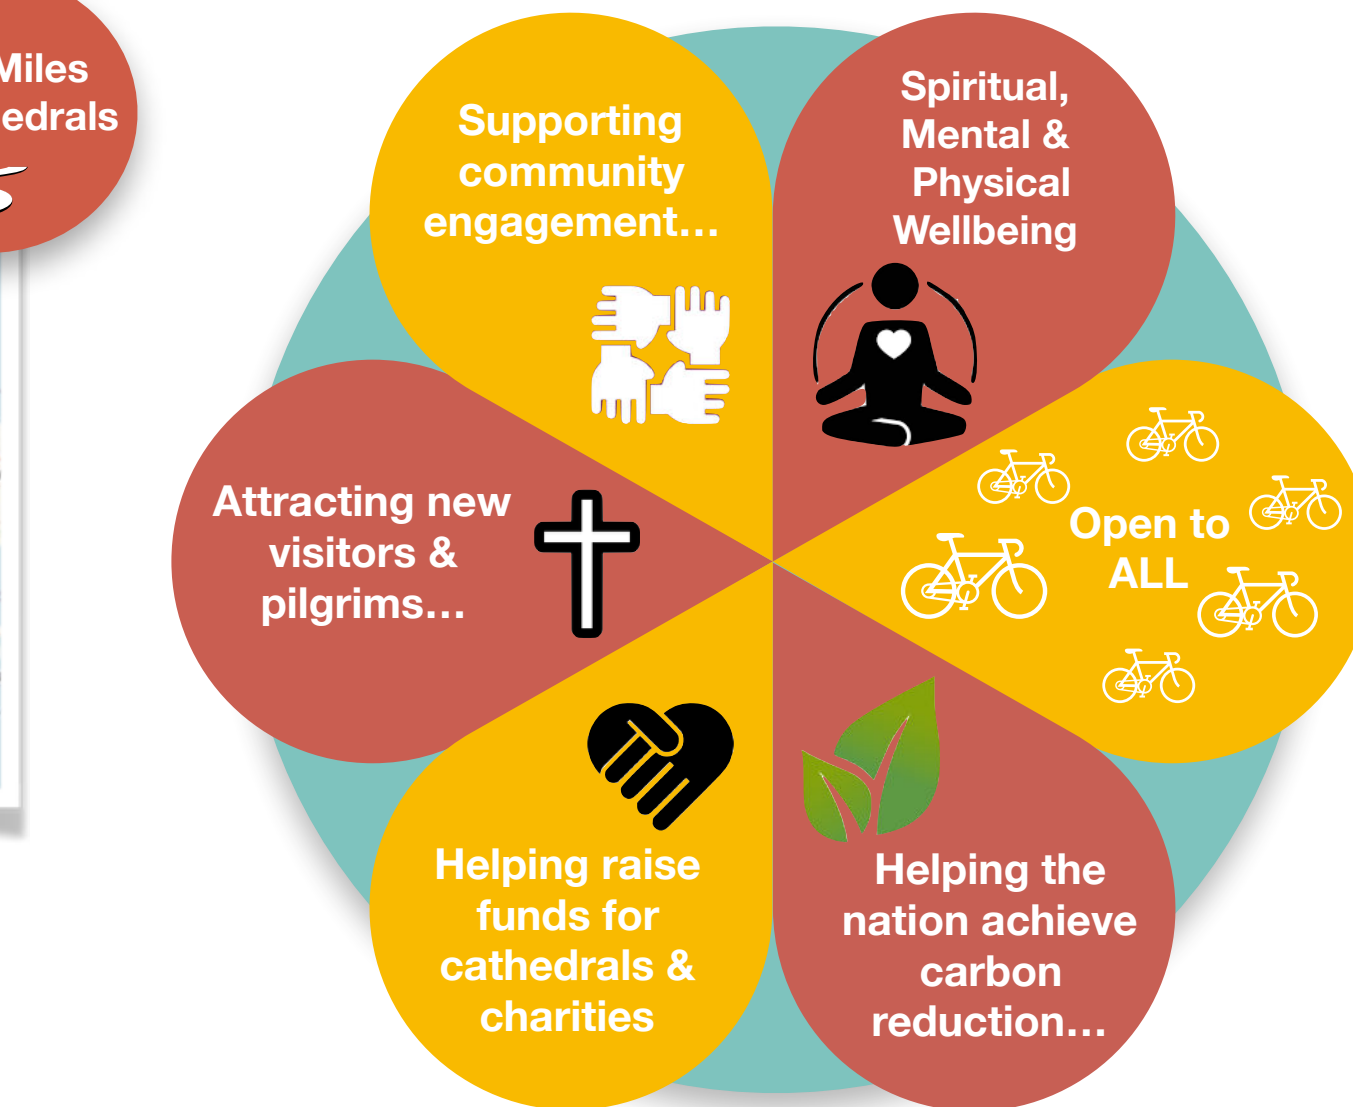 Miles
edrals
Supporting
community
engagement...
Spiritual,
Mental &
Physical
Wellbeing
Attracting new
visitors &
pilgrims...
Open to
ALL
Helping raise
funds for
cathedrals &
charities
Helping the
nation achieve
carbon
reduction...